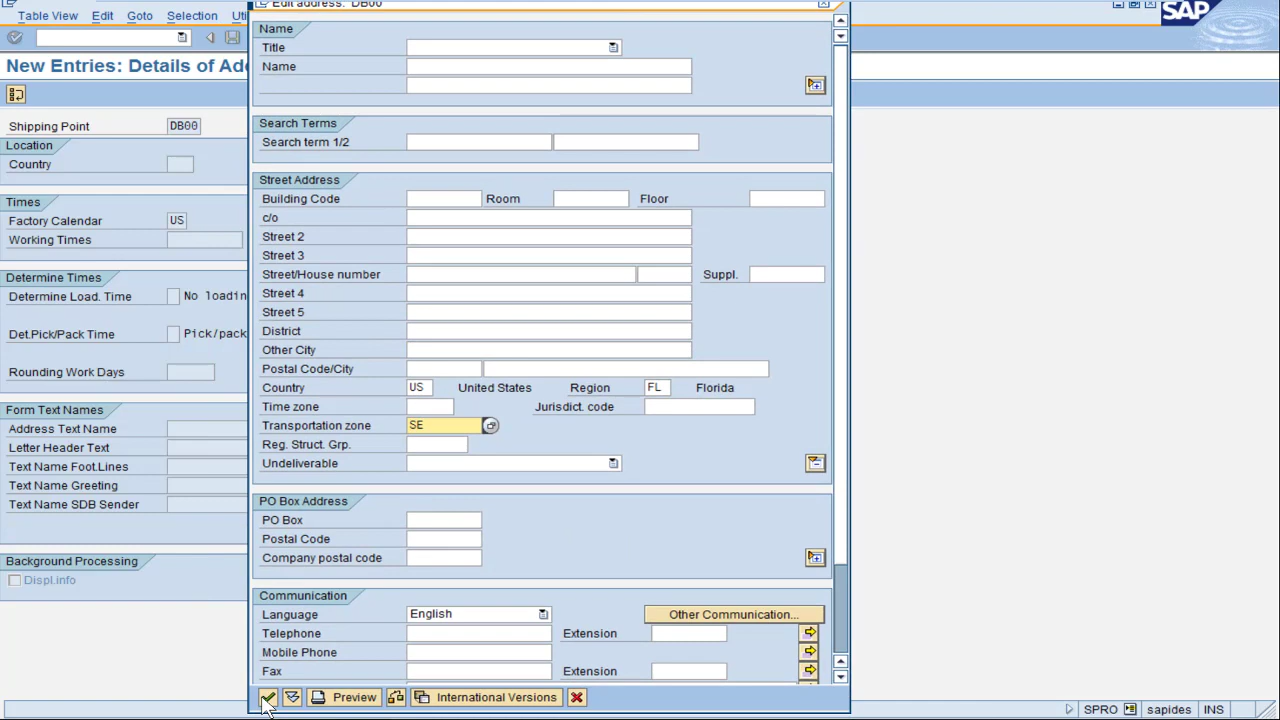 Edit address: DB00
Table View Edit Goto Selection Uti
SAP
New Entries: Details of Add
Shipping Point DB00
Location
Country
Times
Factory Calendar US
Working Times
Determine Times
Determine Load. Time No loadin
Det.Pick/Pack Time Pick/pack
Rounding Work Days
Form Text Names
Address Text Name
Letter Header Text
Text Name Foot.Lines
Text Name Greeting
Text Name SDB Sender
Background Processing
Displ.info
Name
Title
Name
Search Terms
Search term 1/2
Street Address
Building Code Room Floor
c/o
Street 2
Street 3
Street/House number Suppl.
Street 4
Street 5
District
Other City
Postal Code/City
Country US United States Region FL Florida
Time zone Jurisdict. code
Transportation zone SE
Reg. Struct. Grp.
Undeliverable
PO Box Address
PO Box
Postal Code
Company postal code
Communication
Language English Other Communication...
Telephone Extension
Mobile Phone
Fax Extension
Preview International Versions
SPRO sapides INS